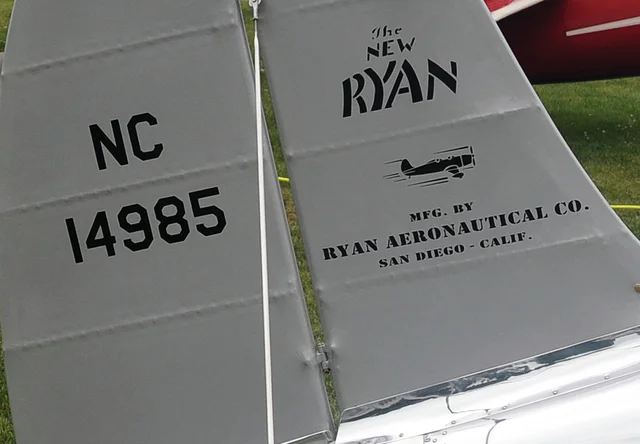 NC
14985
The
NEW
RYAN
MFG. BY
RYAN AERONAUTICAL CO.
SAN DIEGO - CALIF.